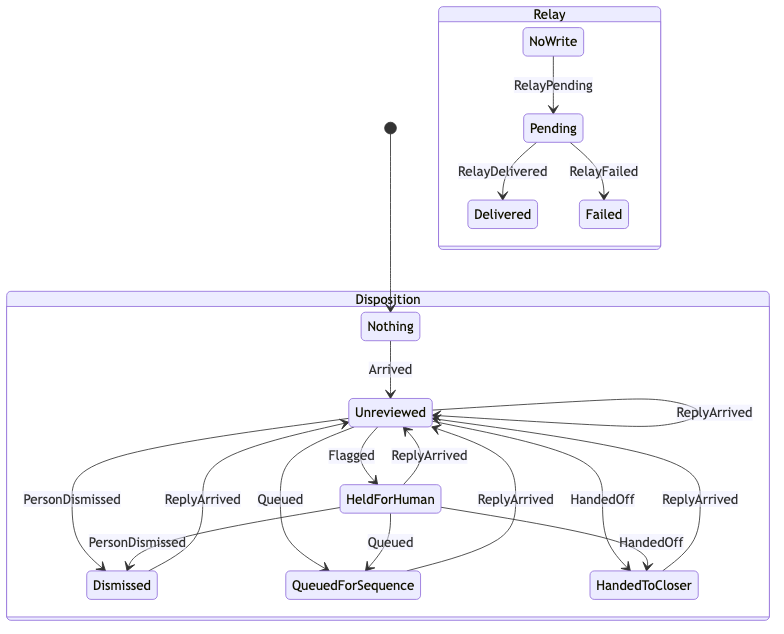 Relay
NoWrite
RelayPending
Pending
RelayDelivered
RelayFailed
Delivered
Failed
Disposition
Nothing
Arrived
Unreviewed
ReplyArrived
Flagged
ReplyArrived
PersonDismissed
ReplyArrived
Queued
HeldForHuman
ReplyArrived
HandedOff
ReplyArrived
PersonDismissed
Queued
HandedOff
Dismissed
QueuedForSequence
HandedToCloser